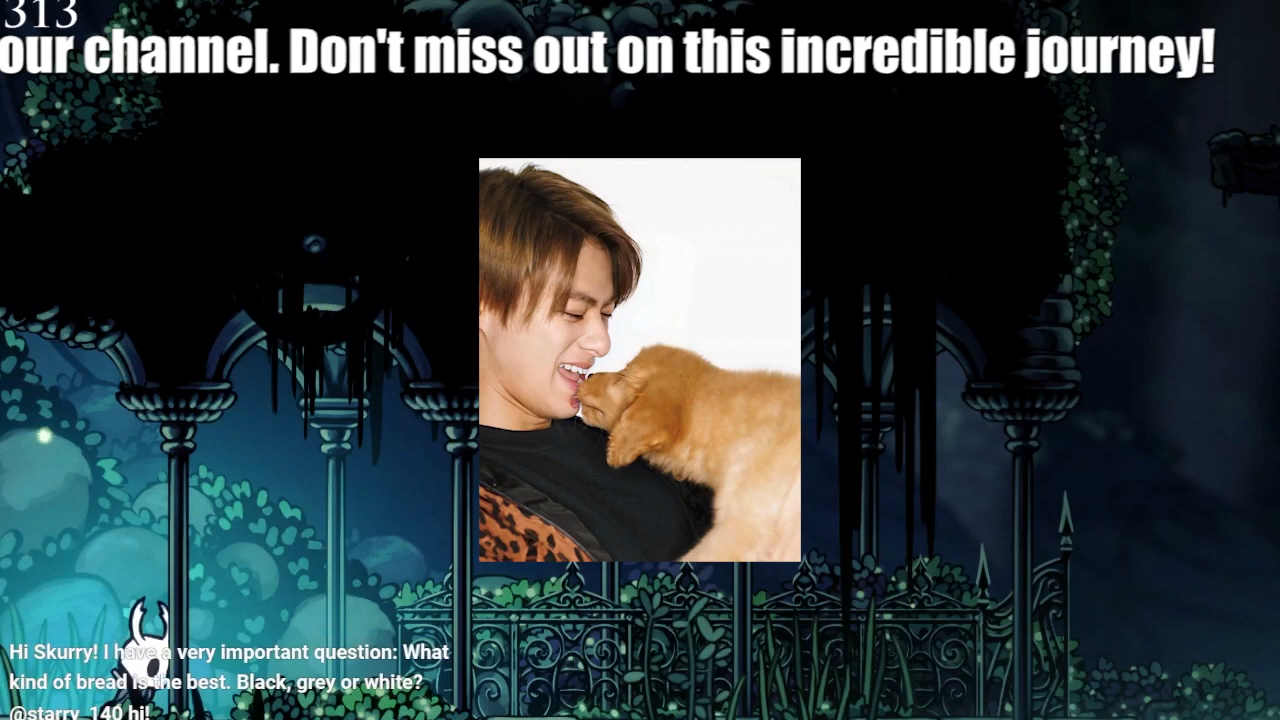 313
our channel. Don't miss out on this incredible journey!
Hi Skurry! I have a very important question: What
kind of bread is the best. Black, grey or white?
@starry_140 hi!